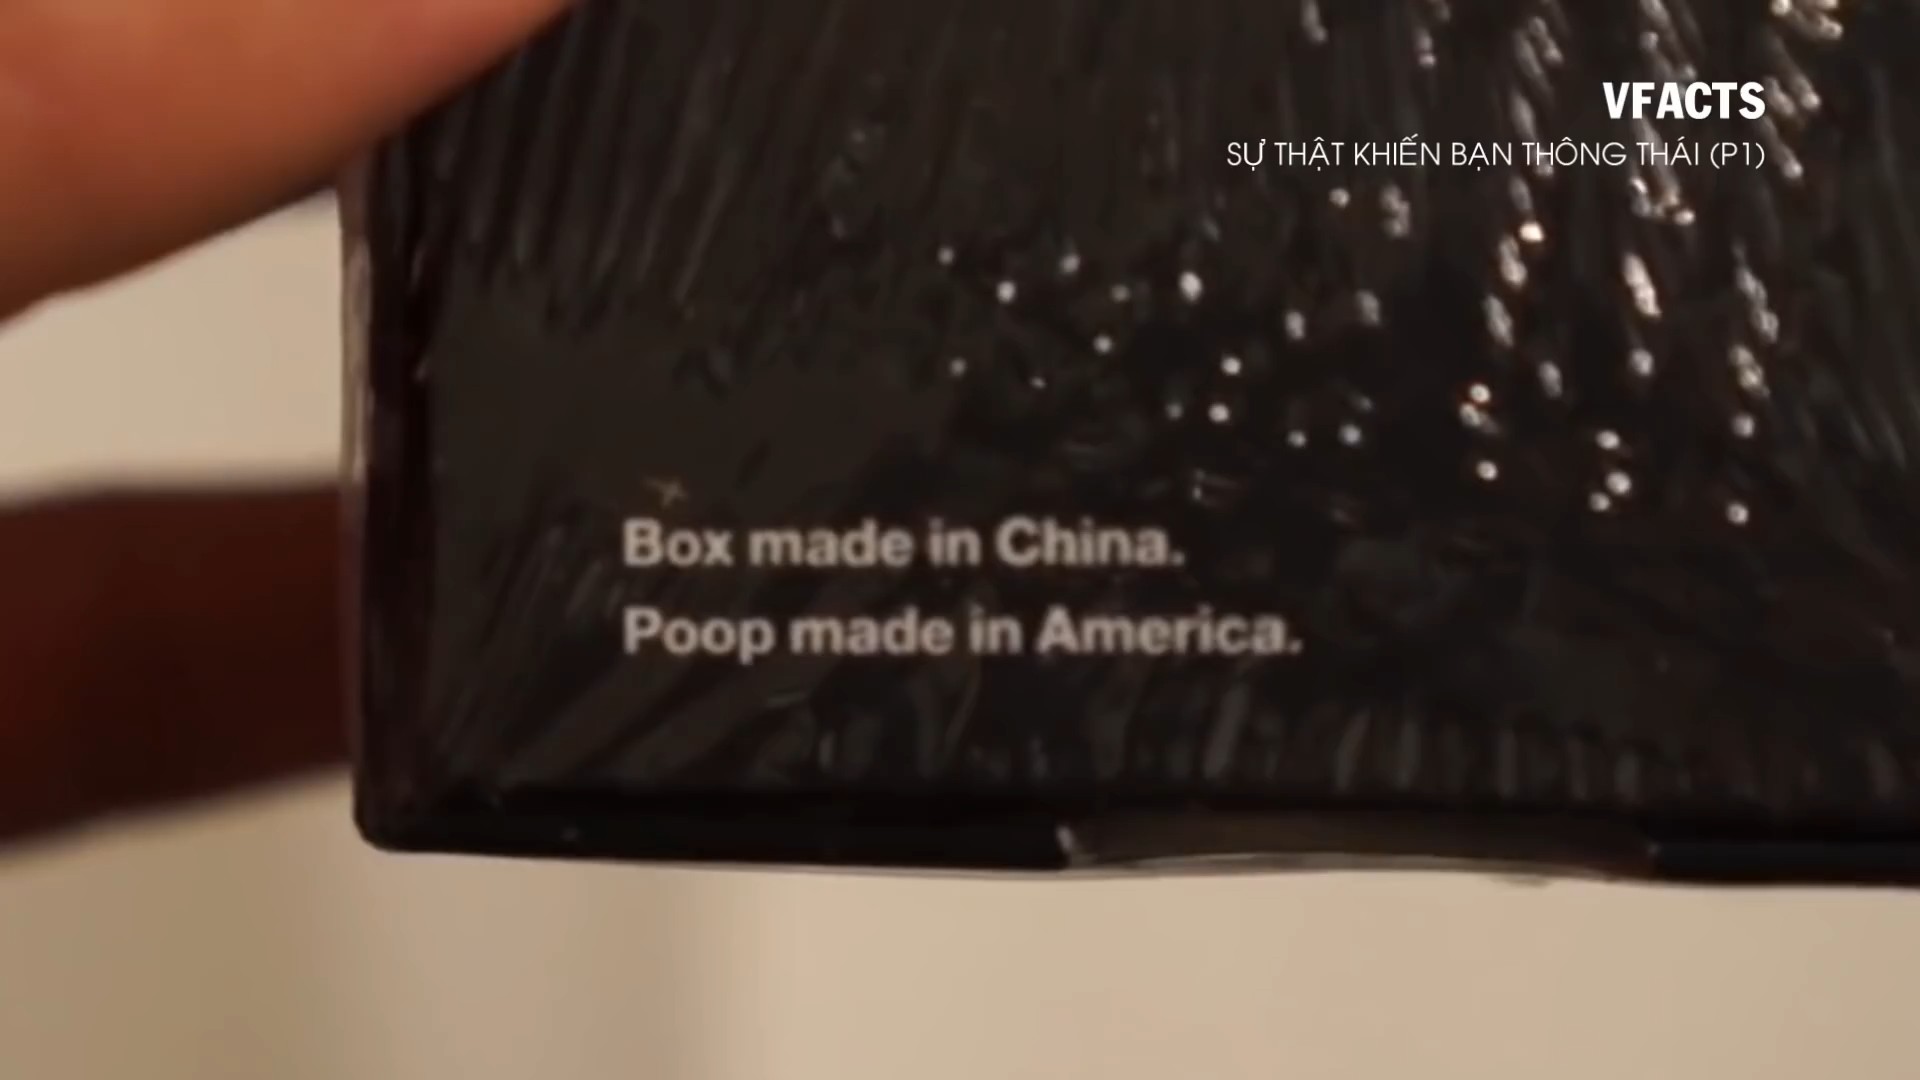 VFACTS
SỰ THẬT KHIẾN BẠN THÔNG THÁI (P1)
Box made in China.
Poop made in America.